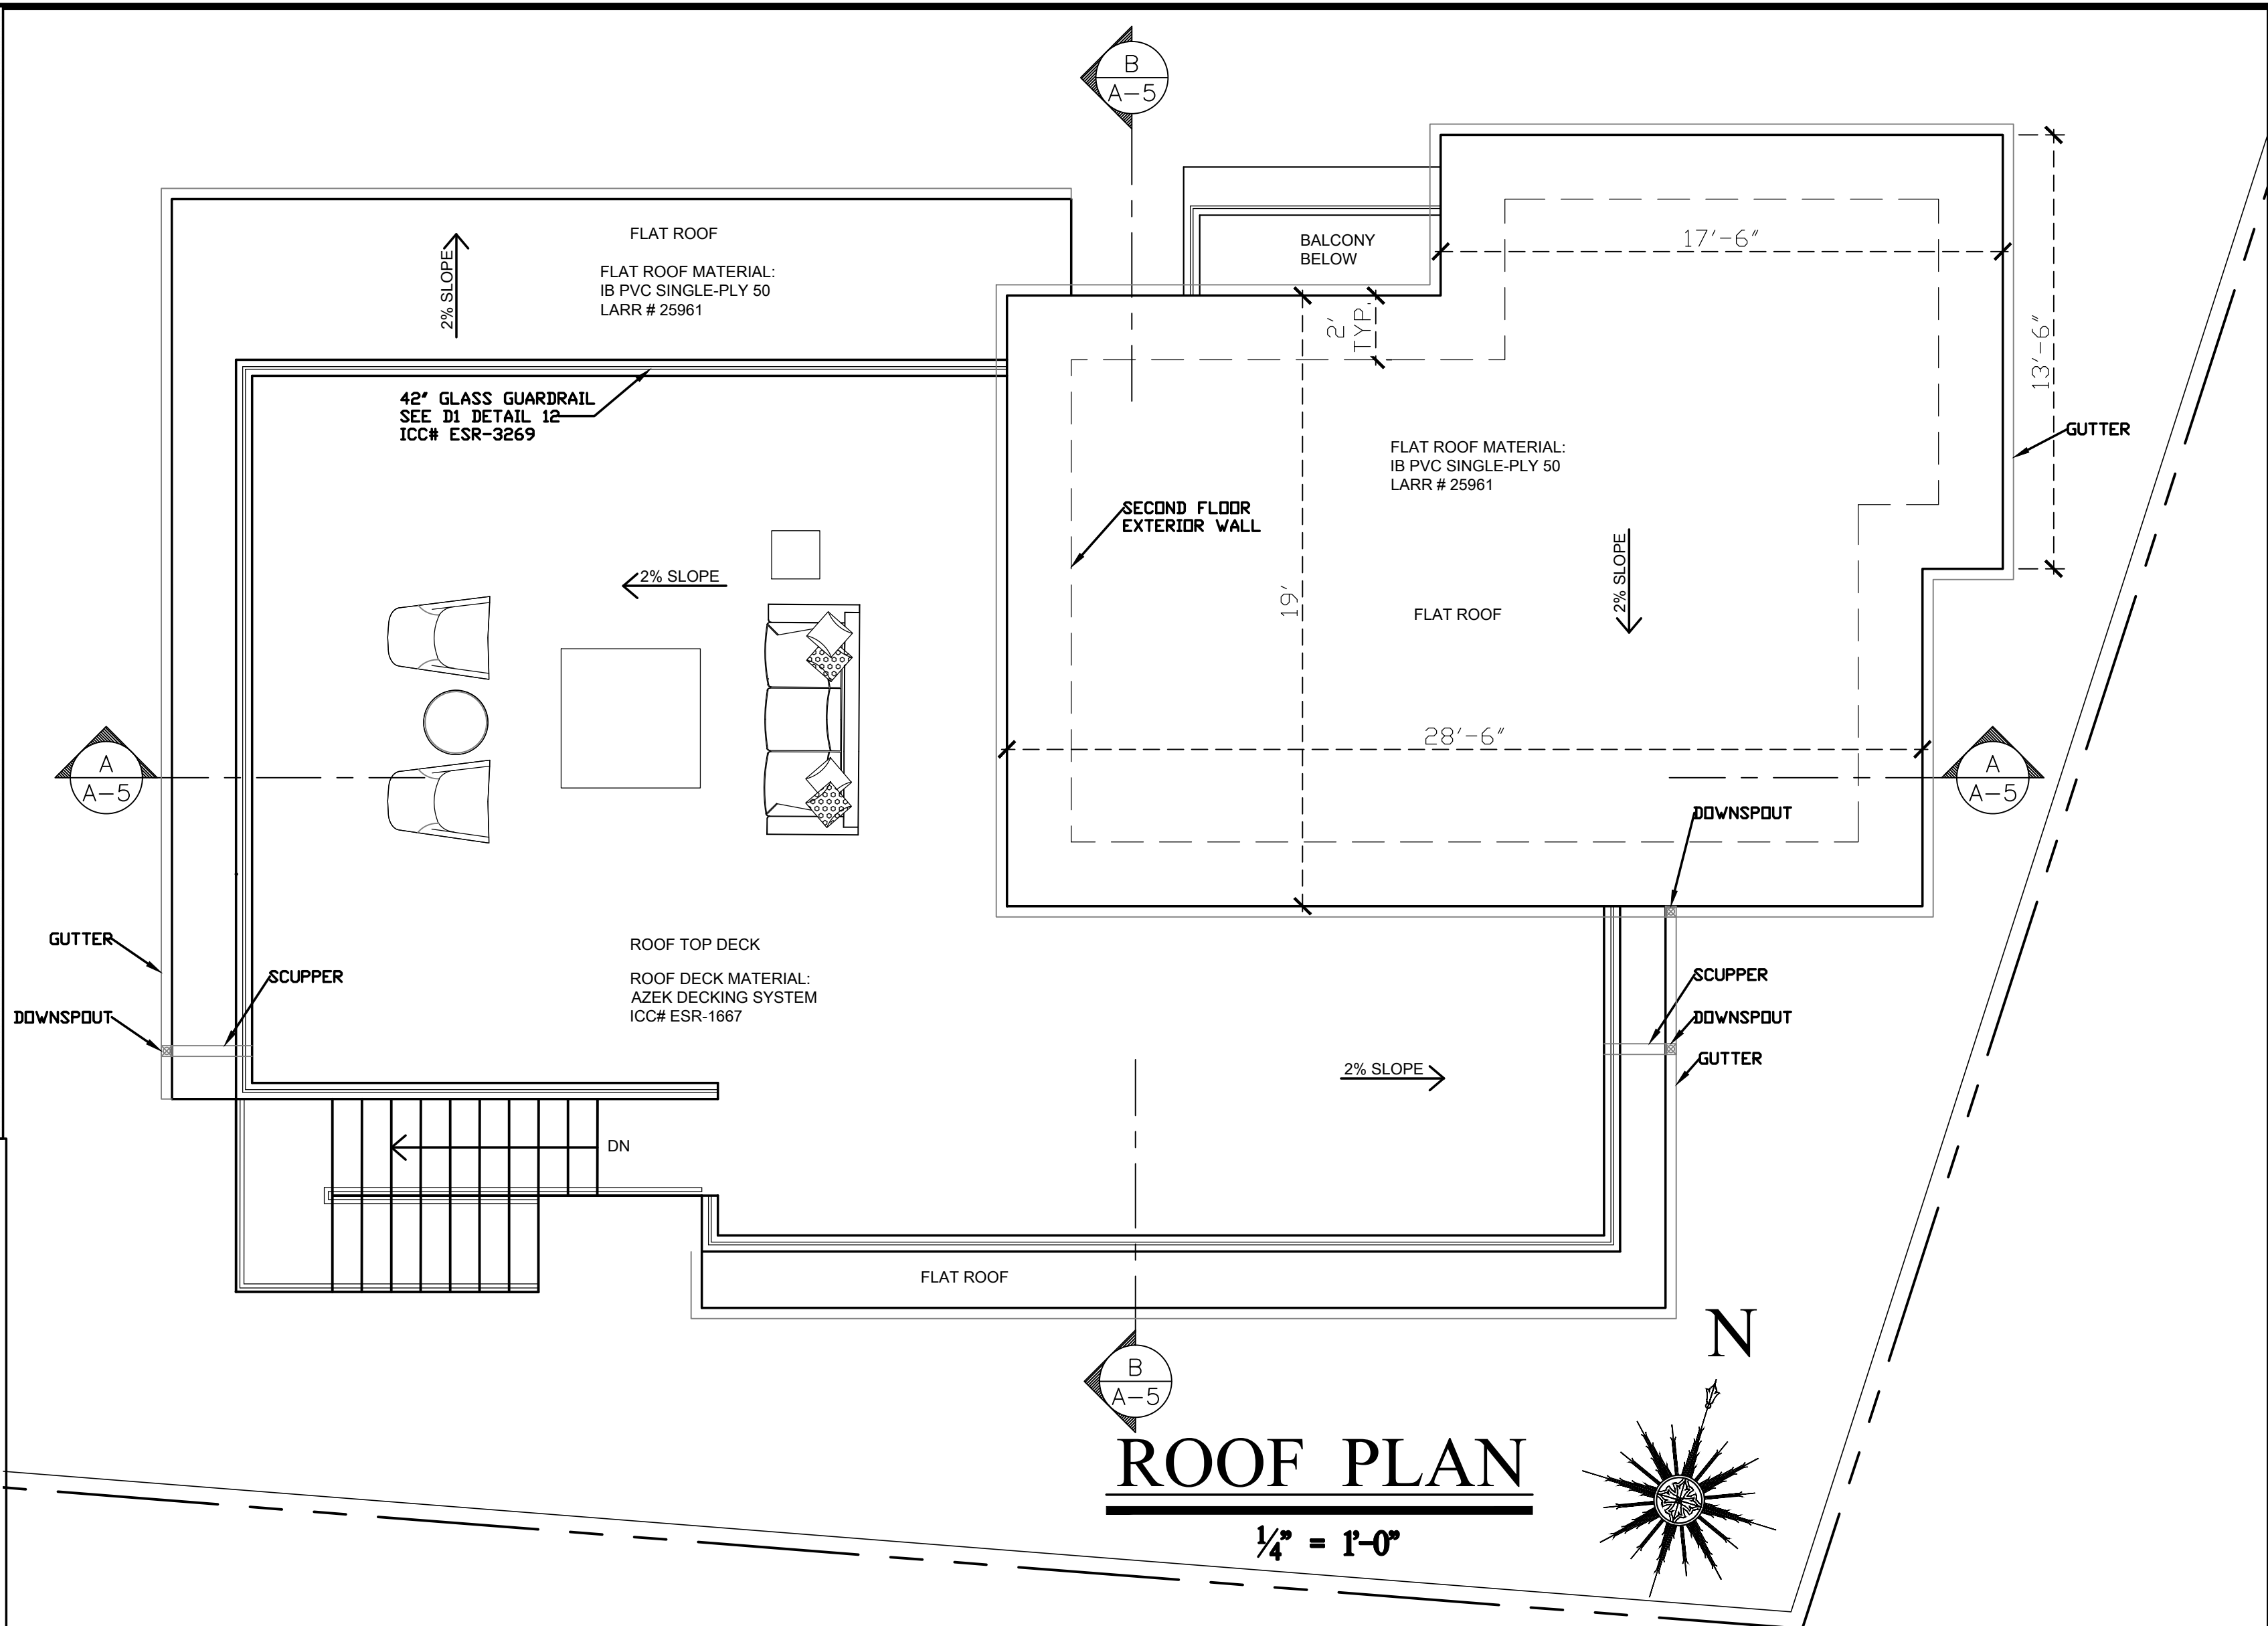 B
A-5
FLAT ROOF
FLAT ROOF MATERIAL:
IB PVC SINGLE-PLY 50
LARR # 25961
2% SLOPE
BALCONY
BELOW
17'-6"
2'
TYP.
13'-6"
42" GLASS GUARDRAIL
SEE D1 DETAIL 12
ICC# ESR-3269
GUTTER
FLAT ROOF MATERIAL:
IB PVC SINGLE-PLY 50
LARR # 25961
SECOND FLOOR
EXTERIOR WALL
2% SLOPE
19'
FLAT ROOF
2% SLOPE
28'-6"
A
A-5
A
A-5
DOWNSPOUT
GUTTER
SCUPPER
DOWNSPOUT
ROOF TOP DECK
ROOF DECK MATERIAL:
AZEK DECKING SYSTEM
ICC# ESR-1667
SCUPPER
DOWNSPOUT
GUTTER
2% SLOPE
DN
FLAT ROOF
B
A-5
N
ROOF PLAN
1/4" = 1'-0"